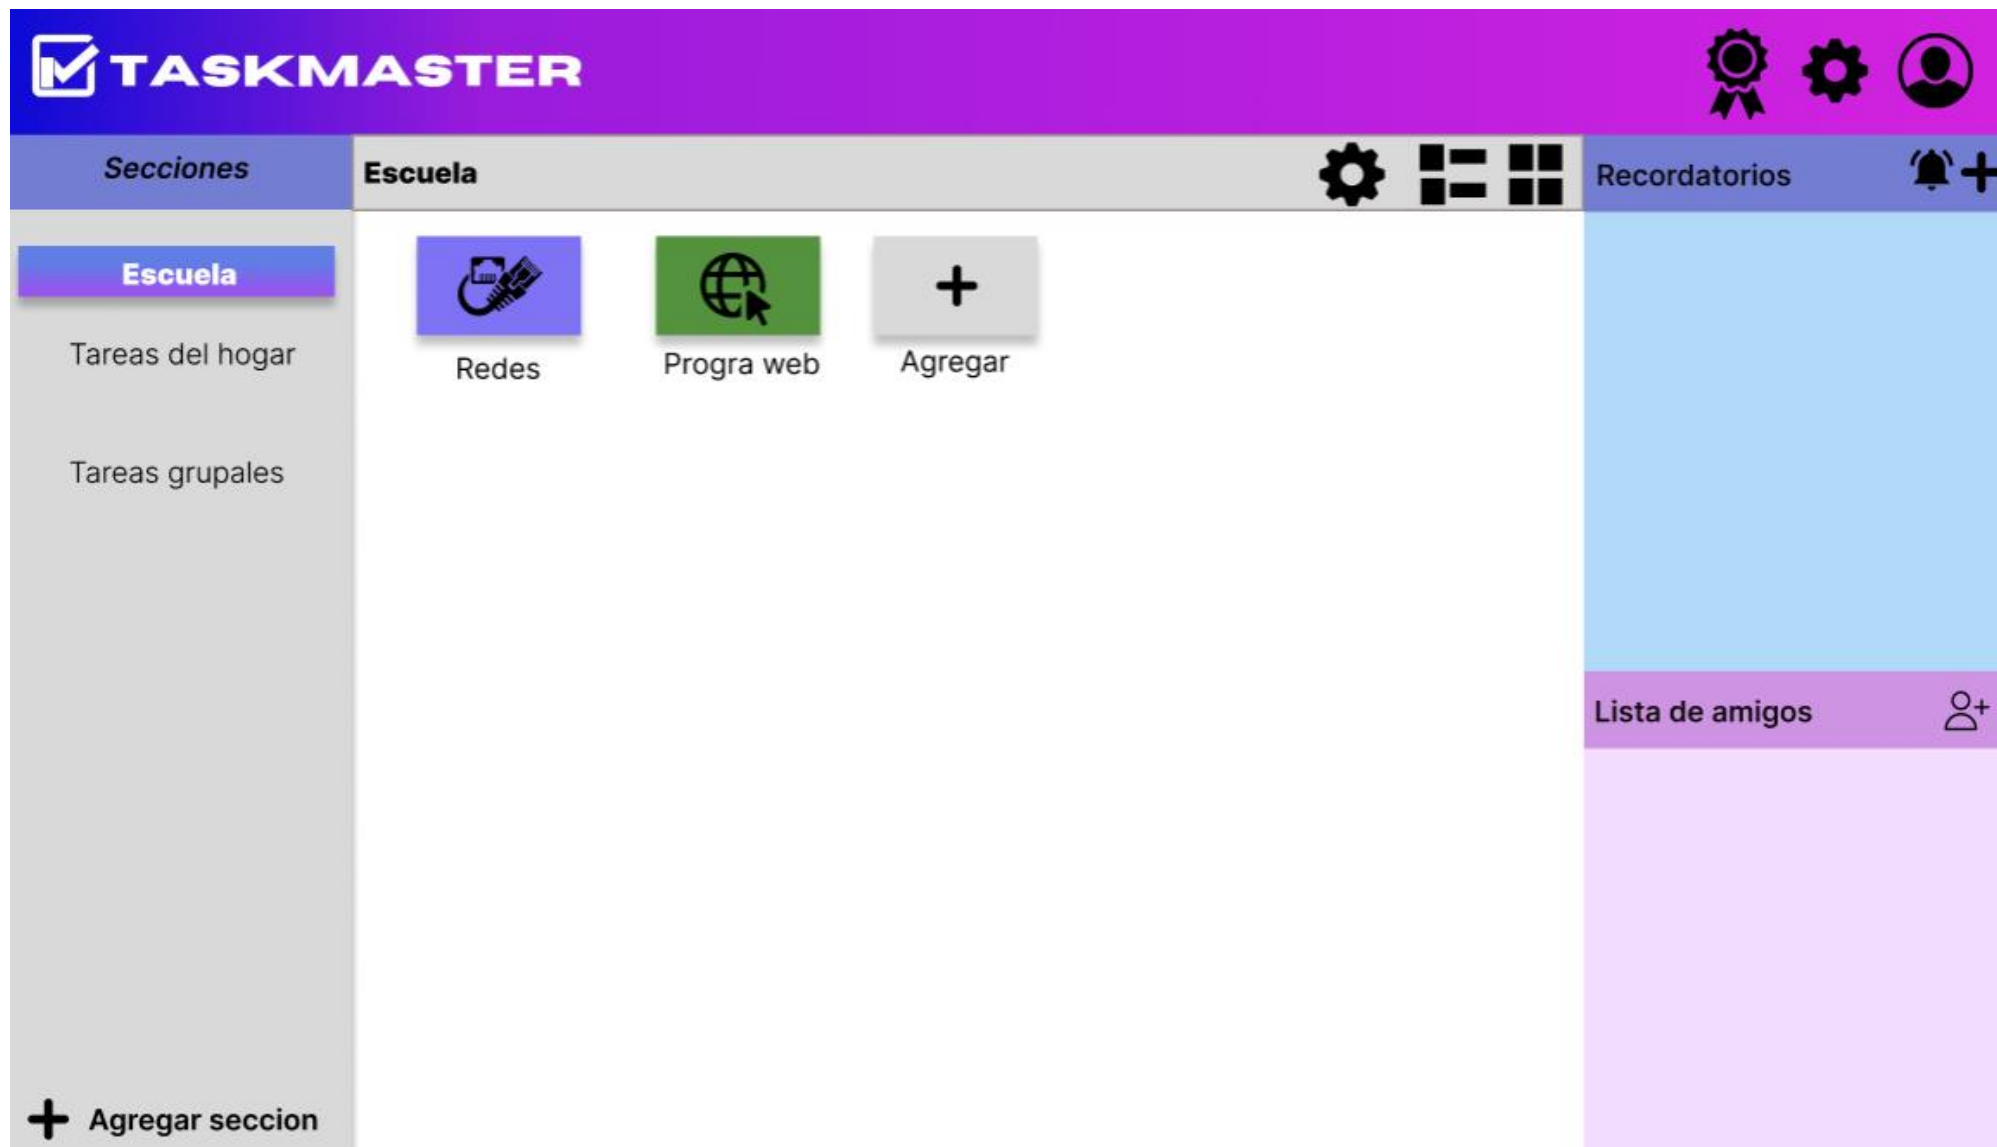 TASKMASTER
Secciones
Escuela
Tareas del hogar
Tareas grupales
Agregar seccion
Escuela
Redes
Progra web
Agregar
Recordatorios
Lista de amigos